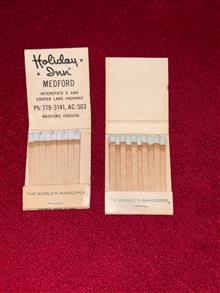 Holiday
Inn®
MEDFORD
INTERSTATE 5 AND
CRATER LAKE HIGHWAY
Ph: 779-3141, AC: 503
MEDFORD, OREGON
THE WORLD'S INNKEEPER
THE WORLD'S INNKEEPER